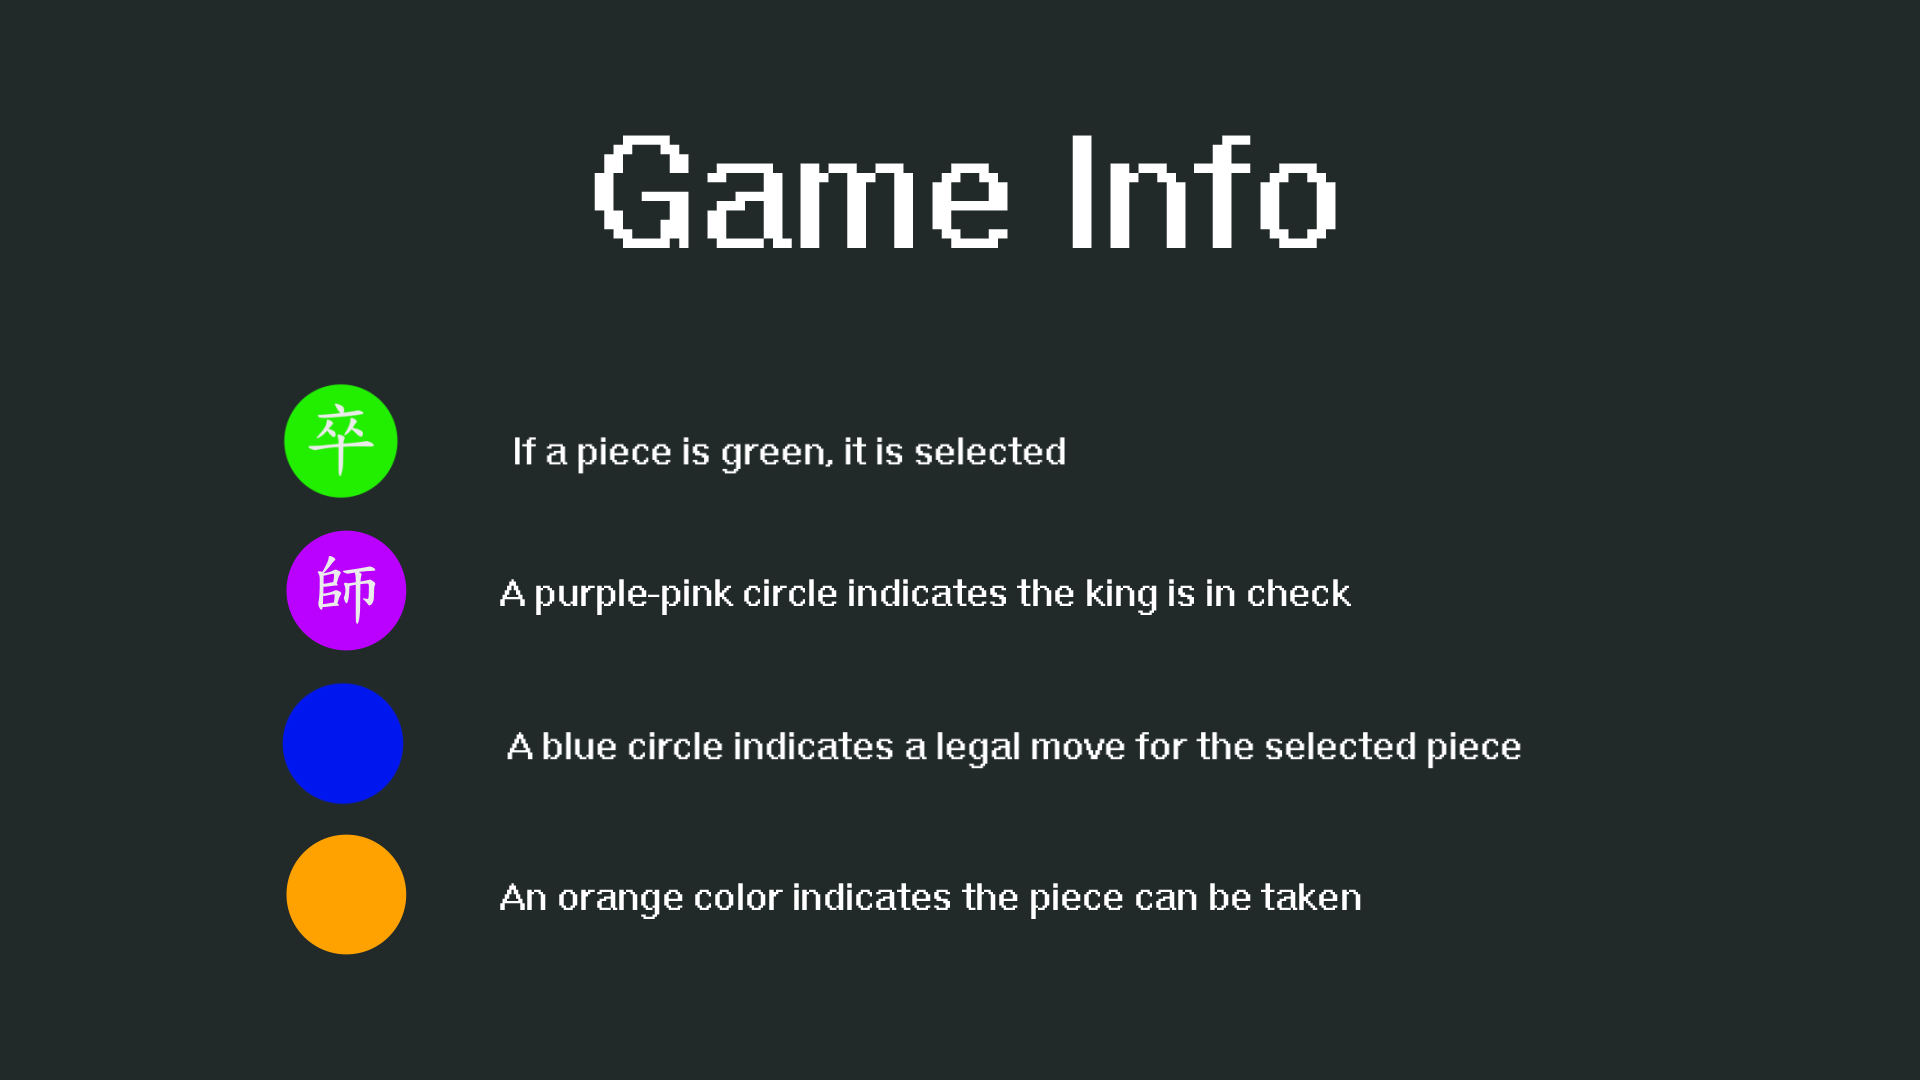 Game Info
卒
If a piece is green, it is selected
師
A purple-pink circle indicates the king is in check
A blue circle indicates a legal move for the selected piece
An orange color indicates the piece can be taken